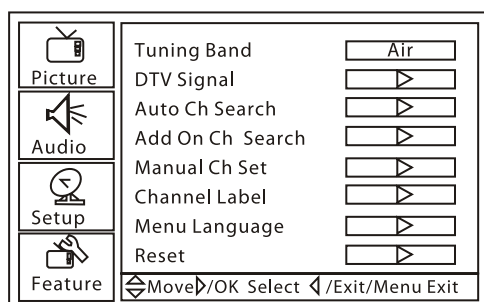 Picture
Audio
Setup
Feature
Tuning Band Air
DTV Signal
Auto Ch Search
Add On Ch Search
Manual Ch Set
Channel Label
Menu Language
Reset
Move /OK Select /Exit/Menu Exit